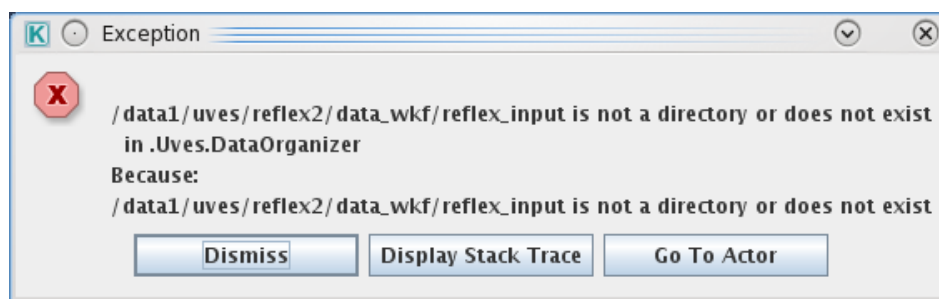 K Exception
X
/data1/uves/reflex2/data_wkf/reflex_input is not a directory or does not exist
in .Uves.DataOrganizer
Because:
/data1/uves/reflex2/data_wkf/reflex_input is not a directory or does not exist
Dismiss Display Stack Trace Go To Actor